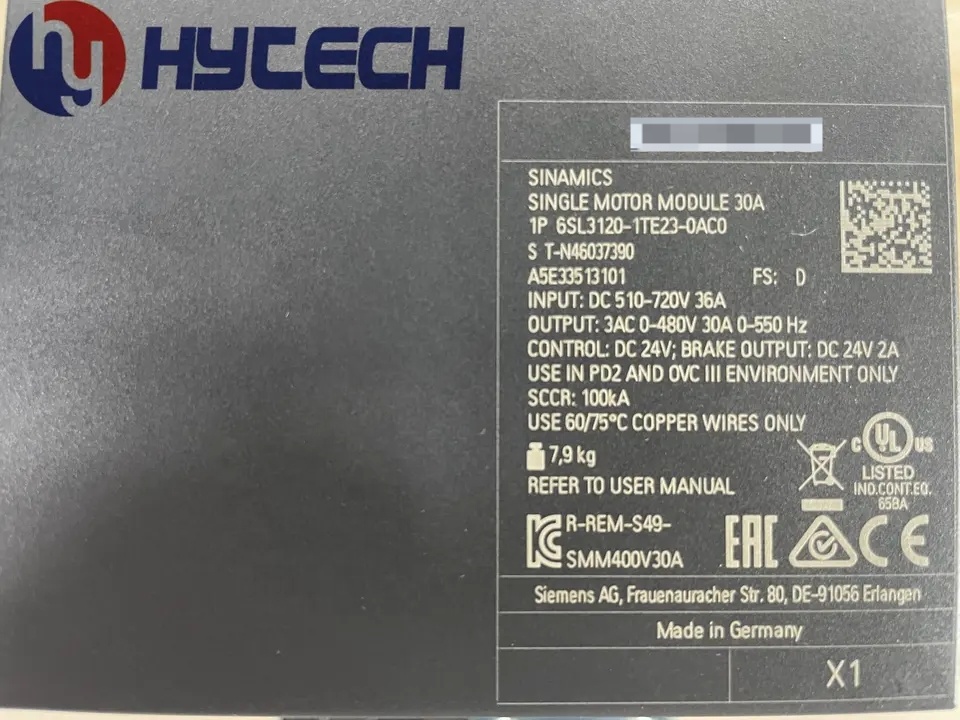 hy HYTECH
SINAMICS
SINGLE MOTOR MODULE 30A
1P 6SL3120-1TE23-0AC0
S T-N46037390
A5E33513101 FS: D
INPUT: DC 510-720V 36A
OUTPUT: 3AC 0-480V 30A 0-550 Hz
CONTROL: DC 24V; BRAKE OUTPUT: DC 24V 2A
USE IN PD2 AND OVC III ENVIRONMENT ONLY
SCCR: 100kA
USE 60/75°C COPPER WIRES ONLY
7,9 kg
REFER TO USER MANUAL
C UL US
LISTED
IND.CONT.EQ.
658A
R-REM-S49-
SMM400V30A
EAC CE
Siemens AG, Frauenauracher Str. 80, DE-91056 Erlangen
Made in Germany
X1